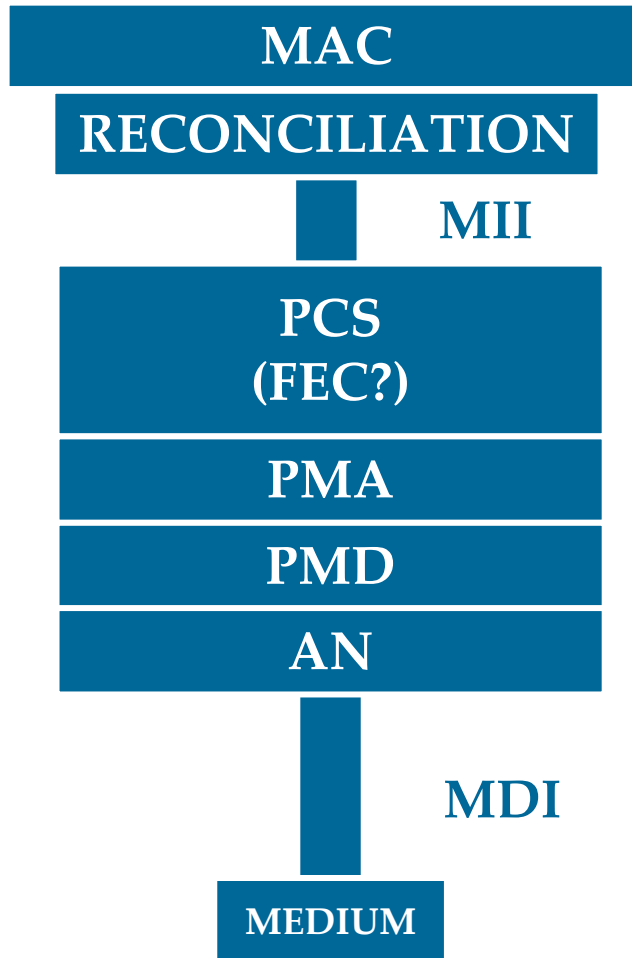 MAC
RECONCILIATION
MII
PCS
(FEC?)
PMA
PMD
AN
MDI
MEDIUM